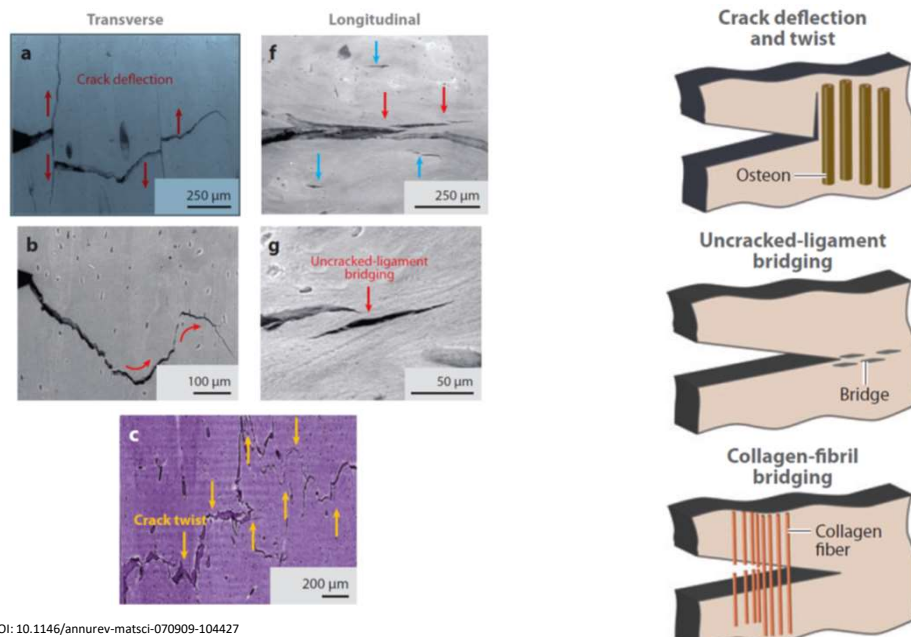 Transverse
Longitudinal
a
Crack deflection
250 µm
f
250 µm
b
100 µm
g
Uncracked-ligament
bridging
50 µm
c
Crack twist
200 µm
OI: 10.1146/annurev-matsci-070909-104427
Crack deflection
and twist
Osteon
Uncracked-ligament
bridging
Bridge
Collagen-fibril
bridging
Collagen
fiber